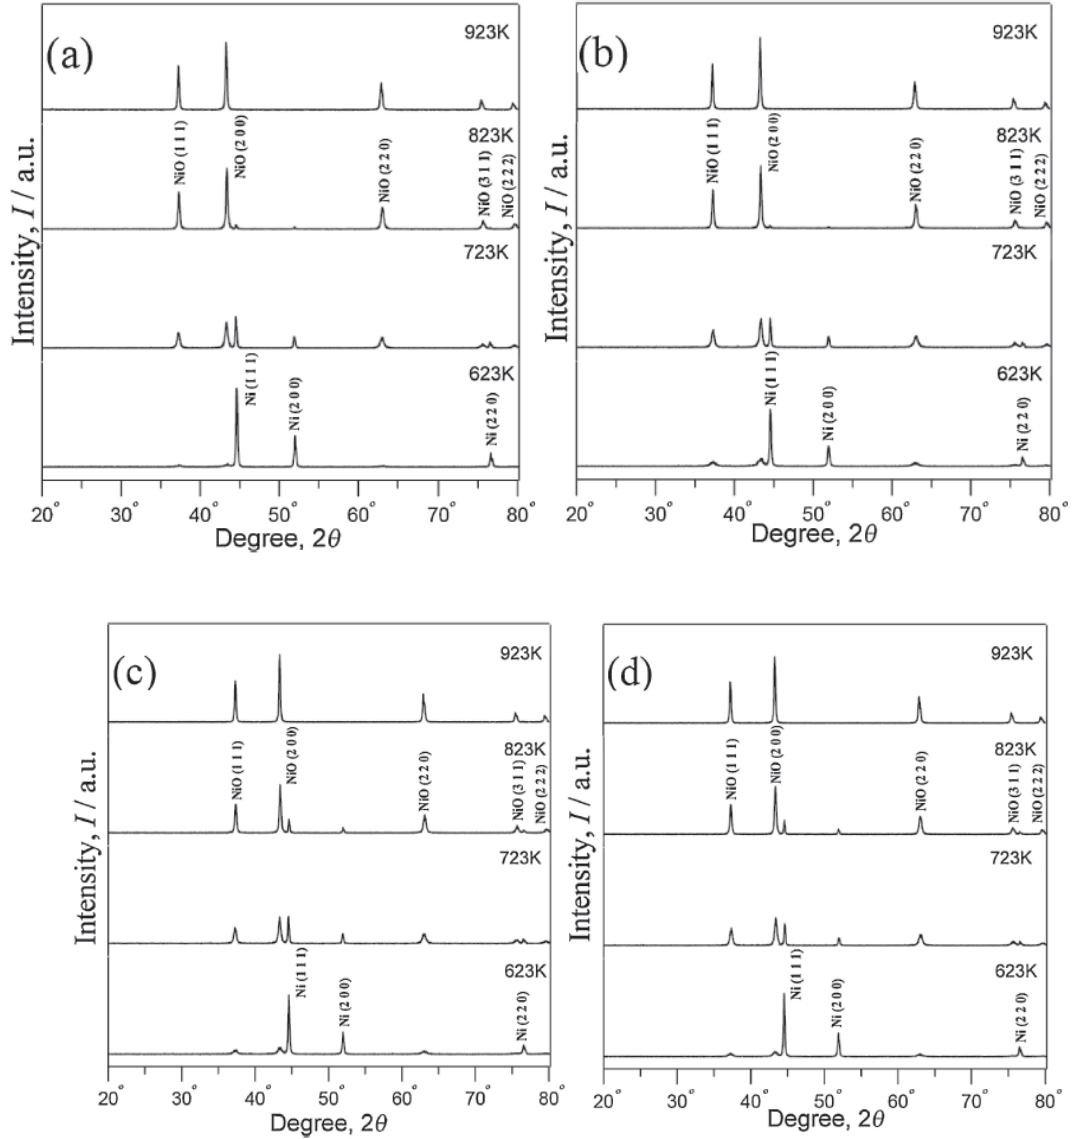 (a)
923K
823K
723K
623K
NiO (1 1 1)
NiO (2 0 0)
NiO (2 2 0)
NiO (3 1 1)
NiO (2 2 2)
Ni (1 1 1)
Ni (2 0 0)
Ni (2 2 0)
Intensity, I / a.u.
20° 30° 40° 50° 60° 70° 80°
Degree, 2θ
(b)
923K
823K
723K
623K
NiO (1 1 1)
NiO (2 0 0)
NiO (2 2 0)
NiO (3 1 1)
NiO (2 2 2)
Ni (1 1 1)
Ni (2 0 0)
Ni (2 2 0)
Intensity, I / a.u.
20° 30° 40° 50° 60° 70° 80°
Degree, 2θ
(c)
923K
823K
723K
623K
NiO (1 1 1)
NiO (2 0 0)
NiO (2 2 0)
NiO (3 1 1)
NiO (2 2 2)
Ni (1 1 1)
Ni (2 0 0)
Ni (2 2 0)
Intensity, I / a.u.
20° 30° 40° 50° 60° 70° 80°
Degree, 2θ
(d)
923K
823K
723K
623K
NiO (1 1 1)
NiO (2 0 0)
NiO (2 2 0)
NiO (3 1 1)
NiO (2 2 2)
Ni (1 1 1)
Ni (2 0 0)
Ni (2 2 0)
Intensity, I / a.u.
20° 30° 40° 50° 60° 70° 80°
Degree, 2θ